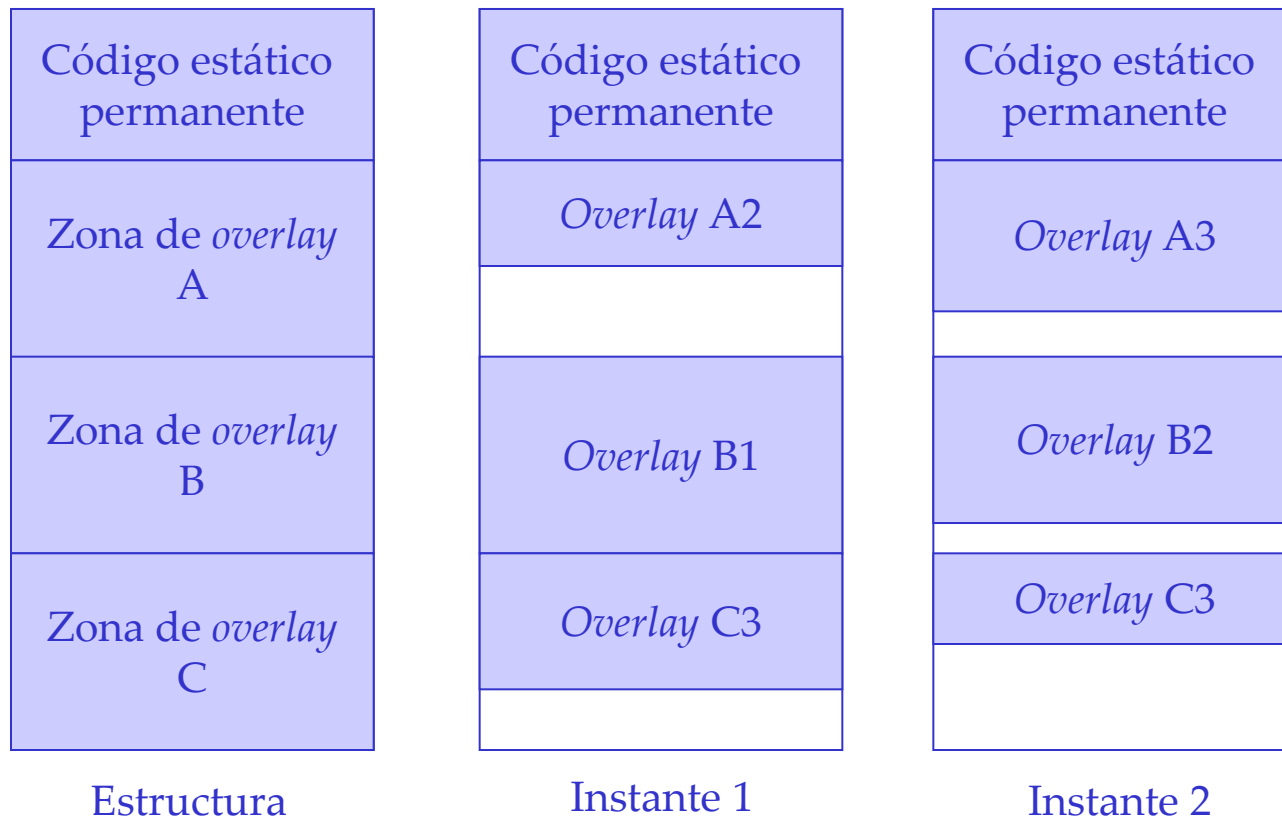 Código estático
permanente
Zona de overlay
A
Zona de overlay
B
Zona de overlay
C
Estructura
Código estático
permanente
Overlay A2
Overlay B1
Overlay C3
Instante 1
Código estático
permanente
Overlay A3
Overlay B2
Overlay C3
Instante 2